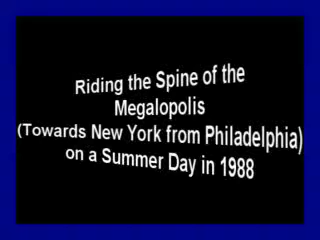 Riding the Spine of the
Megalopolis
(Towards New York from Philadelphia)
on a Summer Day in 1988